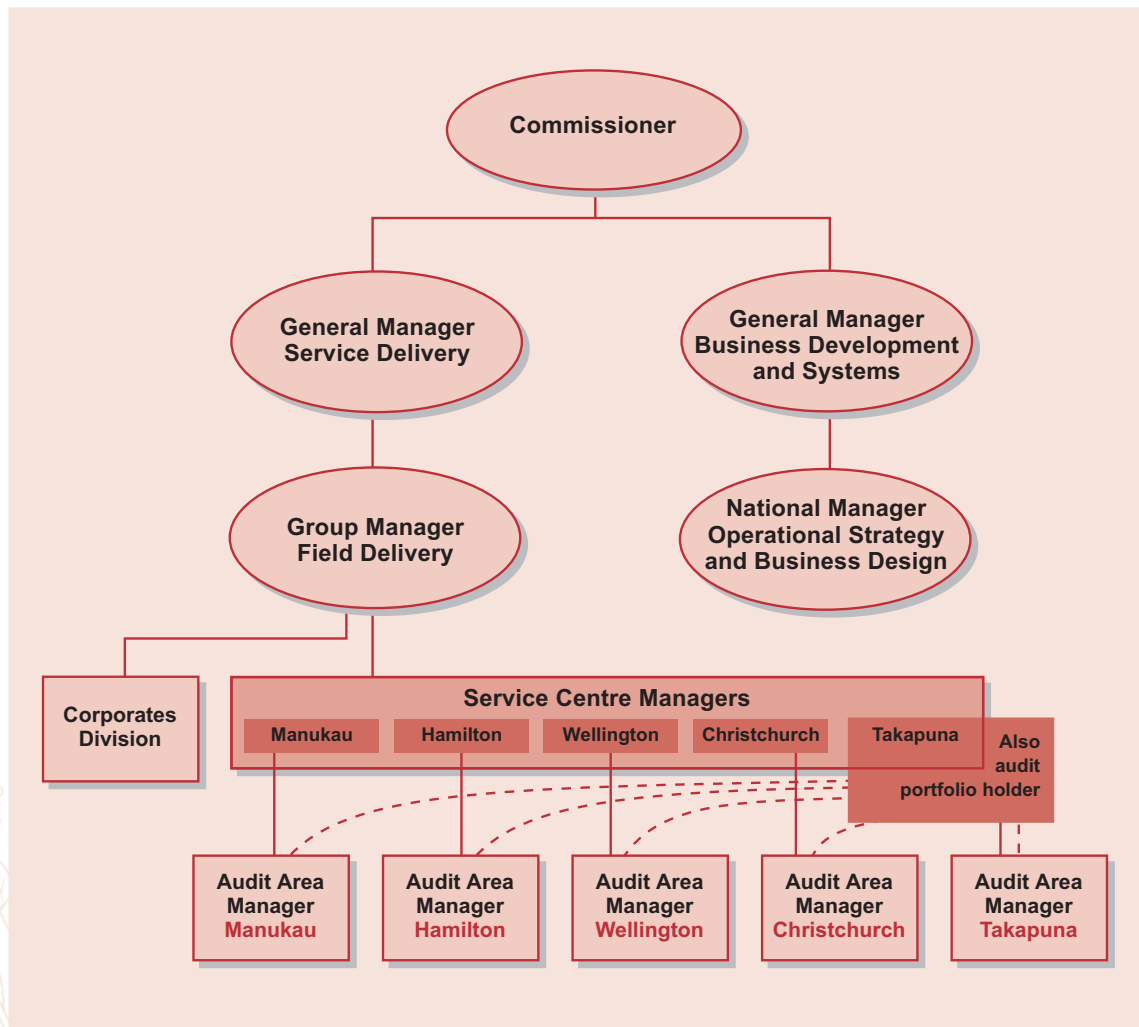 Commissioner
General Manager
Service Delivery
General Manager
Business Development
and Systems
Group Manager
Field Delivery
National Manager
Operational Strategy
and Business Design
Corporates
Division
Service Centre Managers
Manukau
Hamilton
Wellington
Christchurch
Takapuna
Also
audit
portfolio holder
Audit Area
Manager
Manukau
Audit Area
Manager
Hamilton
Audit Area
Manager
Wellington
Audit Area
Manager
Christchurch
Audit Area
Manager
Takapuna